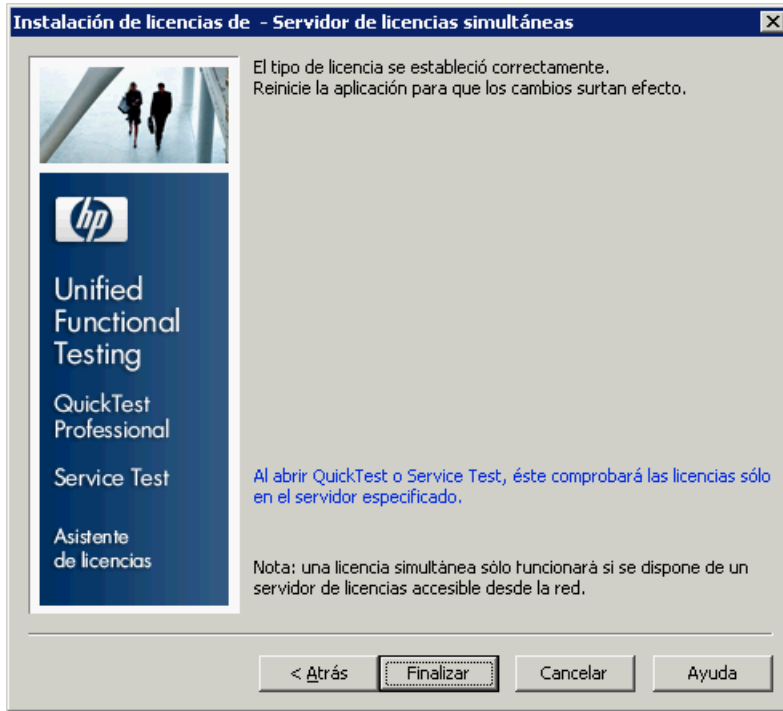 Instalación de licencias de  - Servidor de licencias simultáneas
El tipo de licencia se estableció correctamente.
Reinicie la aplicación para que los cambios surtan efecto.
hp
Unified
Functional
Testing
QuickTest
Professional
Service Test
Asistente
de licencias
Al abrir QuickTest o Service Test, éste comprobará las licencias sólo
en el servidor especificado.
Nota: una licencia simultánea sólo funcionará si se dispone de un
servidor de licencias accesible desde la red.
< Atrás
Finalizar
Cancelar
Ayuda